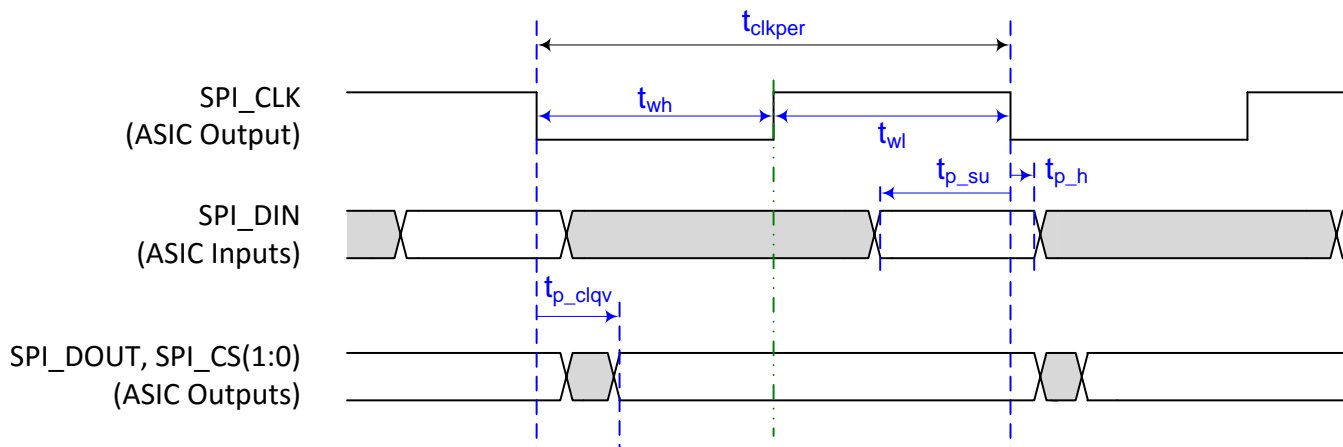 t_clkper
SPI_CLK
(ASIC Output)
t_wh
t_wl
t_p_su
t_p_h
SPI_DIN
(ASIC Inputs)
t_p_clqv
SPI_DOUT, SPI_CS(1:0)
(ASIC Outputs)